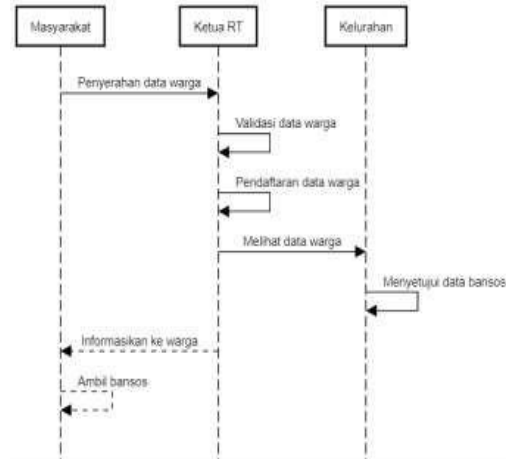 Masyarakat
Ketua RT
Kelurahan
Penyerahan data warga
Validasi data warga
Pendaftaran data warga
Melihat data warga
Menyetujui data bansos
Informasikan ke warga
Ambil bansos